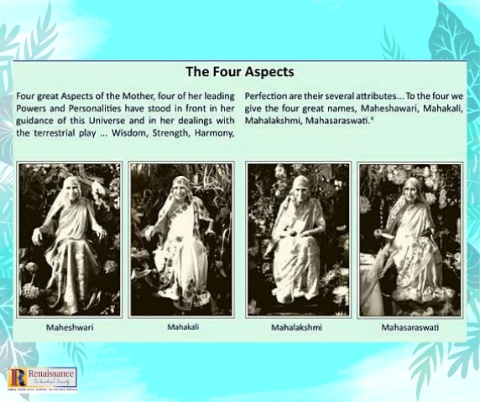 The Four Aspects
Four great Aspects of the Mother, four of her leading
Powers and Personalities have stood in front in her
guidance of this Universe and in her dealings with
the terrestrial play ... Wisdom, Strength, Harmony,
Perfection are their several attributes... To the four we
give the four great names, Maheshawari, Mahakali,
Mahalakshmi, Mahasaraswati.⁴
Maheshwari
Mahakali
Mahalakshmi
Mahasaraswati
Renaissance